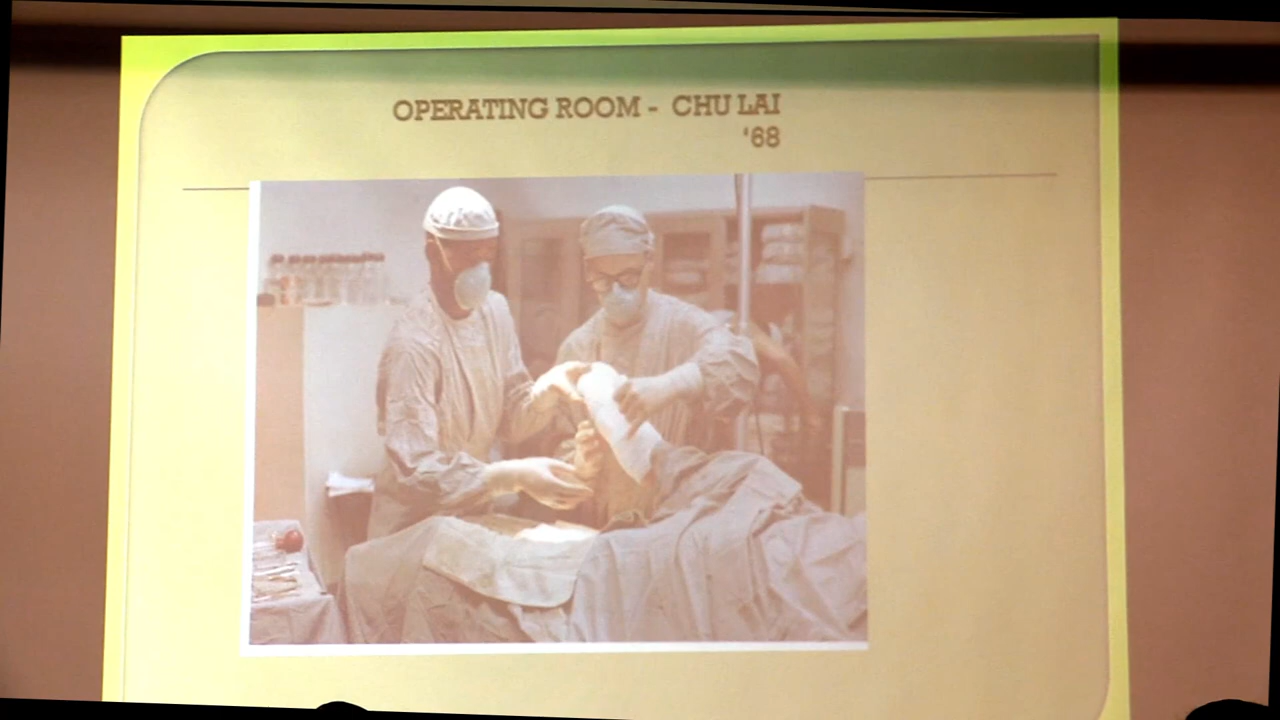 OPERATING ROOM - CHU LAI
‘68